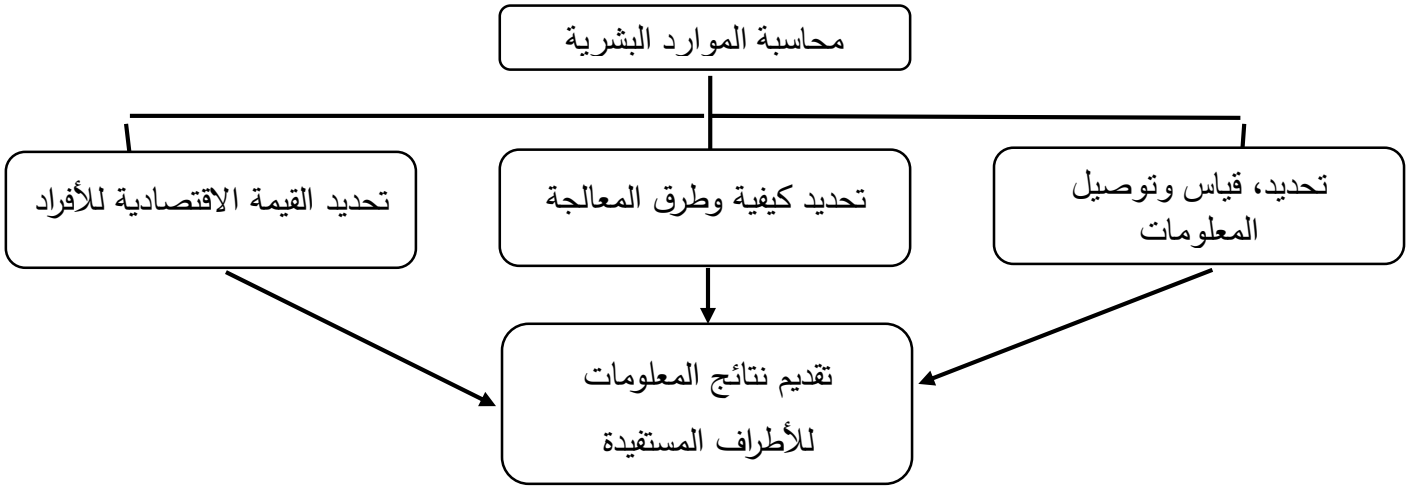 محاسبة الموارد البشرية
تحديد، قياس وتوصيل
المعلومات
تحديد كيفية وطرق المعالجة
تحديد القيمة الاقتصادية للأفراد
تقديم نتائج المعلومات
للأطراف المستفيدة